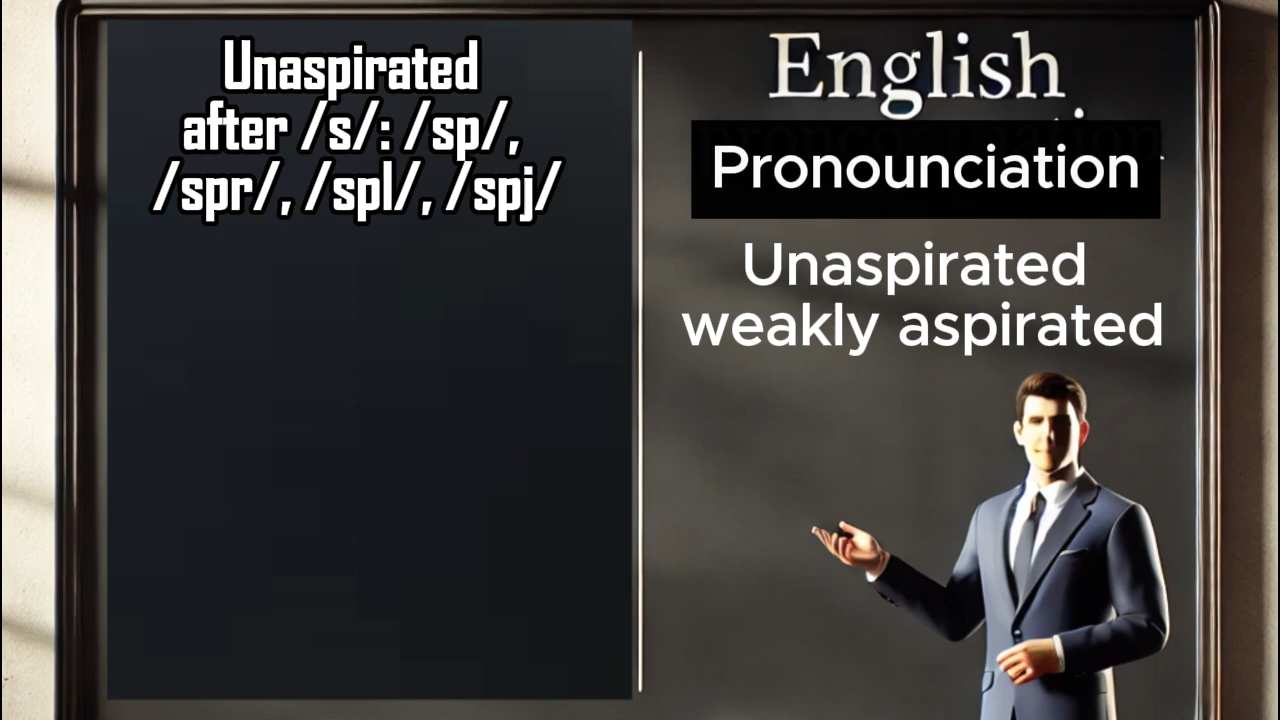 Unaspirated
after /s/: /sp/,
/spr/, /spl/, /spj/
English
Pronounciation
Unaspirated
weakly aspirated